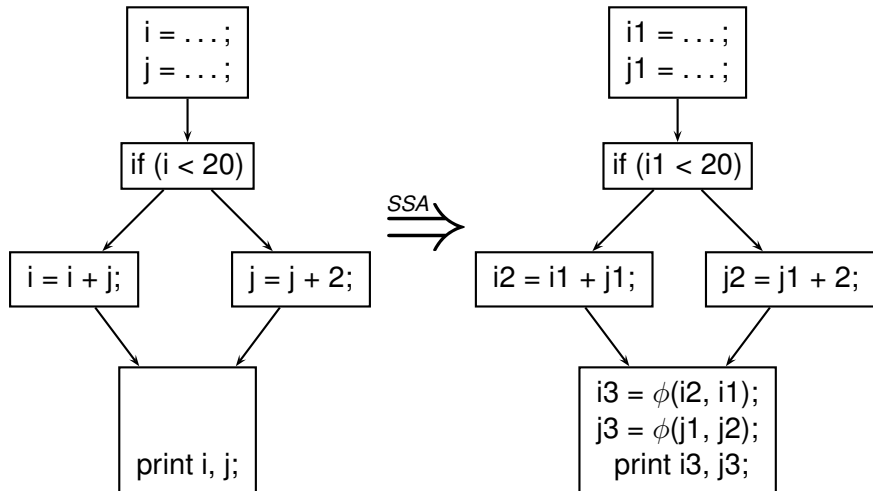 i = . . . ;
j = . . . ;
if (i < 20)
i = i + j;
j = j + 2;
print i, j;
SSA
i1 = . . . ;
j1 = . . . ;
if (i1 < 20)
i2 = i1 + j1;
j2 = j1 + 2;
i3 = ϕ(i2, i1);
j3 = ϕ(j1, j2);
print i3, j3;